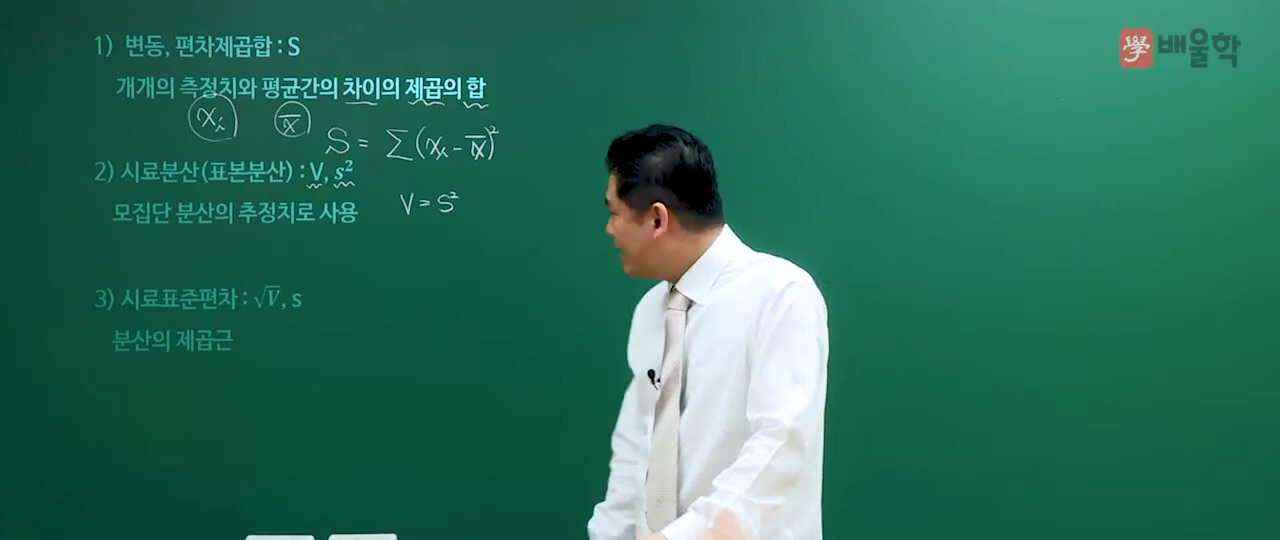 1) 변동, 편차제곱합 : S
개개의 측정치와 평균간의 차이의 제곱의 합
xᵢ x̅ S = Σ(xᵢ - x̅)²
2) 시료분산(표본분산) : V, s²
모집단 분산의 추정치로 사용 V = s²
3) 시료표준편차 : √V, s
분산의 제곱근
學 배울학